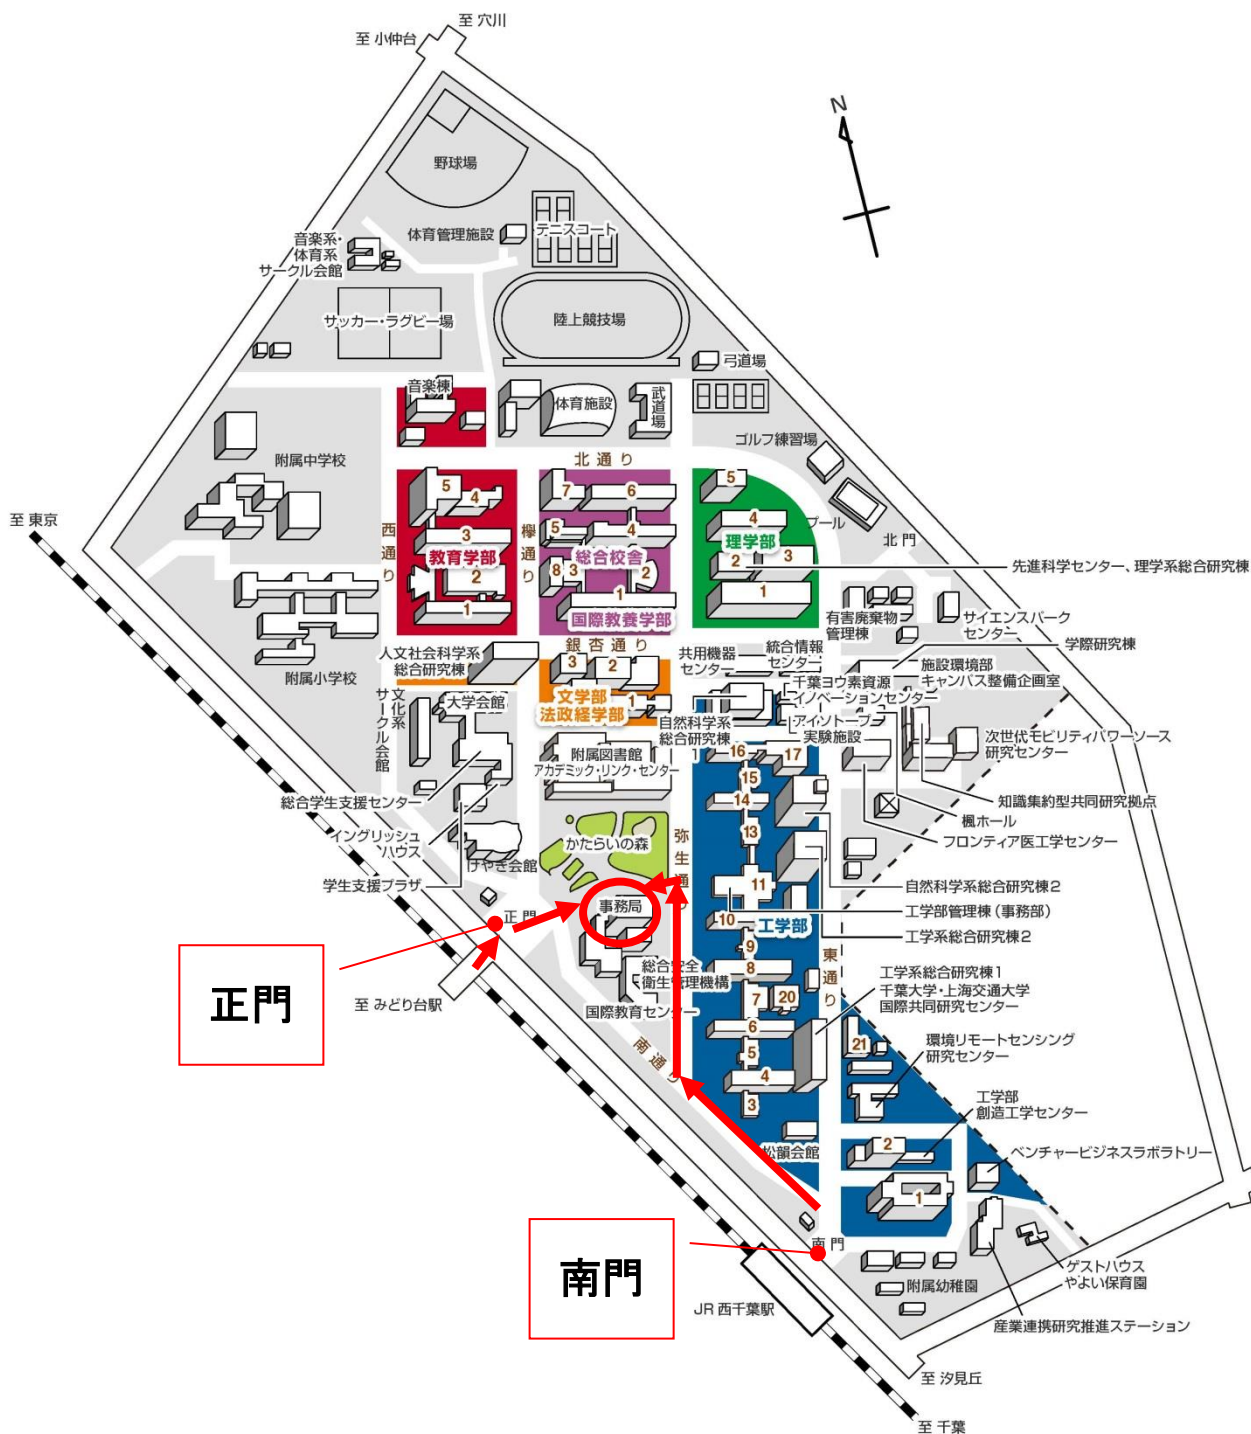 至 穴川
至 小仲台
N
野球場
体育管理施設
テニスコート
音楽系・
体育系
サークル会館
サッカー・ラグビー場
陸上競技場
弓道場
音楽棟
体育施設
武道場
ゴルフ練習場
北通り
附属中学校
プール
北門
至 東京
西通り
欅通り
5
4
3
教育学部
2
1
7
6
5
4
総合校舎
8
3
2
1
国際教養学部
5
4
理学部
2
3
1
先進科学センター、理学系総合研究棟
有害廃棄物
管理棟
サイエンスパーク
センター
学際研究棟
施設環境部
キャンパス整備企画室
銀杏通り
人文社会科学系
総合研究棟
共用機器
センター
統合情報
センター
千葉ヨウ素資源
イノベーションセンター
附属小学校
文化系
サークル会館
大学会館
3
2
文学部
1
法政経学部
自然科学系
総合研究棟
1
アイソトープ
実験施設
次世代モビリティパワーソース
研究センター
附属図書館
アカデミック・リンク・センター
16
17
15
14
13
11
10
9
8
7
20
6
5
4
3
工学部
総合学生支援センター
イングリッシュ
ハウス
けやき会館
学生支援プラザ
かたらいの森
弥生通り
知識集約型共同研究拠点
楓ホール
フロンティア医工学センター
自然科学系総合研究棟2
工学部管理棟（事務部）
工学系総合研究棟2
正門
事務局
総合安全
衛生管理機構
国際教育センター
東通り
工学系総合研究棟1
千葉大学・上海交通大学
国際共同研究センター
正門
至 みどり台駅
南通り
21
環境リモートセンシング
研究センター
工学部
創造工学センター
松韻会館
2
ベンチャービジネスラボラトリー
1
南門
南門
附属幼稚園
ゲストハウス
やよい保育園
JR 西千葉駅
産業連携研究推進ステーション
至 汐見丘
至 千葉